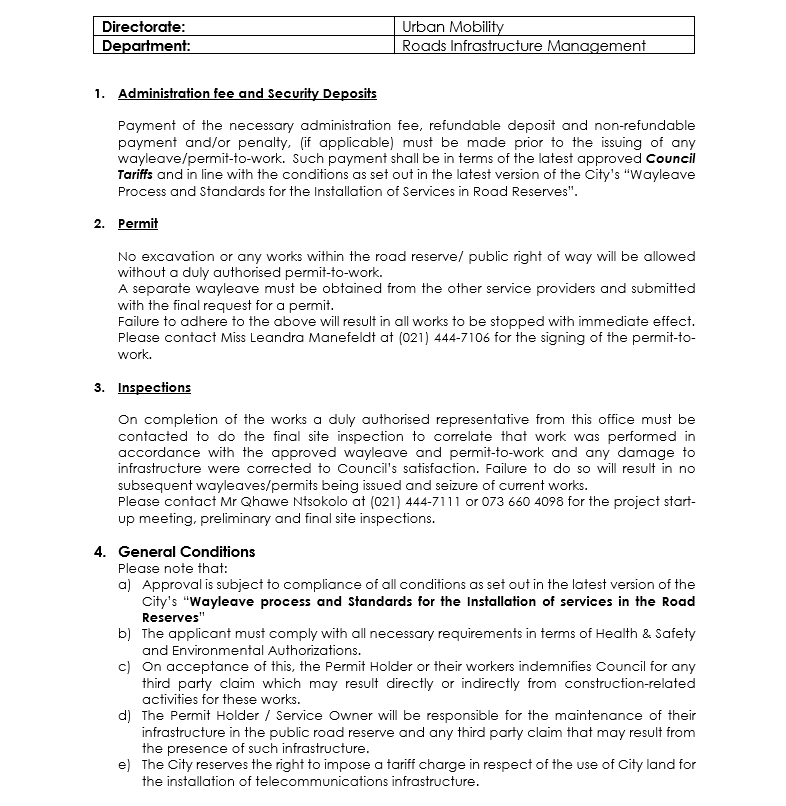 Directorate: Urban Mobility
Department: Roads Infrastructure Management
1. Administration fee and Security Deposits
Payment of the necessary administration fee, refundable deposit and non-refundable
payment and/or penalty, (if applicable) must be made prior to the issuing of any
wayleave/permit-to-work. Such payment shall be in terms of the latest approved Council
Tariffs and in line with the conditions as set out in the latest version of the City's “Wayleave
Process and Standards for the Installation of Services in Road Reserves”.
2. Permit
No excavation or any works within the road reserve/ public right of way will be allowed
without a duly authorised permit-to-work.
A separate wayleave must be obtained from the other service providers and submitted
with the final request for a permit.
Failure to adhere to the above will result in all works to be stopped with immediate effect.
Please contact Miss Leandra Manefeldt at (021) 444-7106 for the signing of the permit-to-
work.
3. Inspections
On completion of the works a duly authorised representative from this office must be
contacted to do the final site inspection to correlate that work was performed in
accordance with the approved wayleave and permit-to-work and any damage to
infrastructure were corrected to Council's satisfaction. Failure to do so will result in no
subsequent wayleaves/permits being issued and seizure of current works.
Please contact Mr Qhawe Ntsokolo at (021) 444-7111 or 073 660 4098 for the project start-
up meeting, preliminary and final site inspections.
4. General Conditions
Please note that:
a) Approval is subject to compliance of all conditions as set out in the latest version of the
City's “Wayleave process and Standards for the Installation of services in the Road
Reserves”
b) The applicant must comply with all necessary requirements in terms of Health & Safety
and Environmental Authorizations.
c) On acceptance of this, the Permit Holder or their workers indemnifies Council for any
third party claim which may result directly or indirectly from construction-related
activities for these works.
d) The Permit Holder / Service Owner will be responsible for the maintenance of their
infrastructure in the public road reserve and any third party claim that may result from
the presence of such infrastructure.
e) The City reserves the right to impose a tariff charge in respect of the use of City land for
the installation of telecommunications infrastructure.